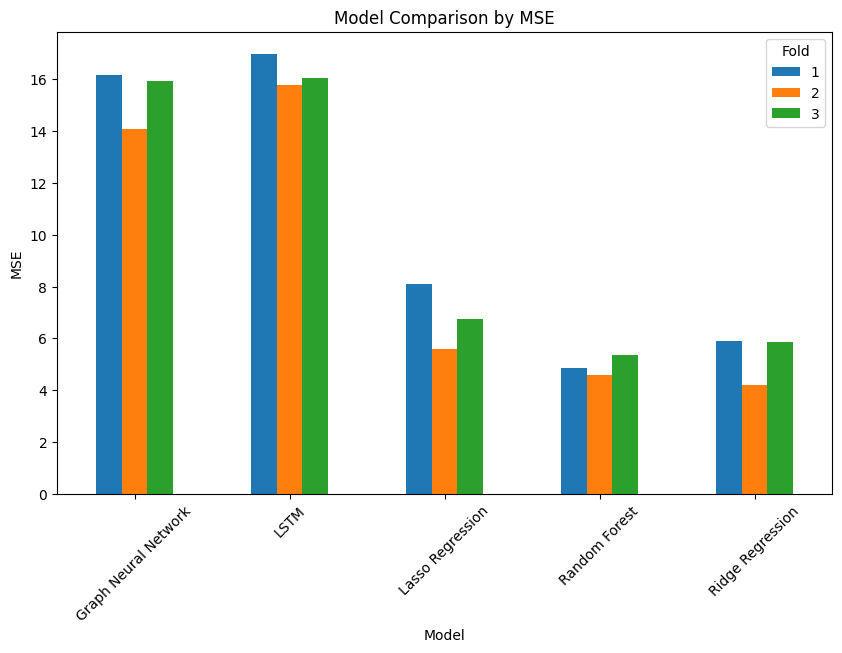 Model Comparison by MSE
Fold
1
2
3
16
14
12
10
8
6
4
2
0
MSE
Graph Neural Network
LSTM
Lasso Regression
Random Forest
Ridge Regression
Model